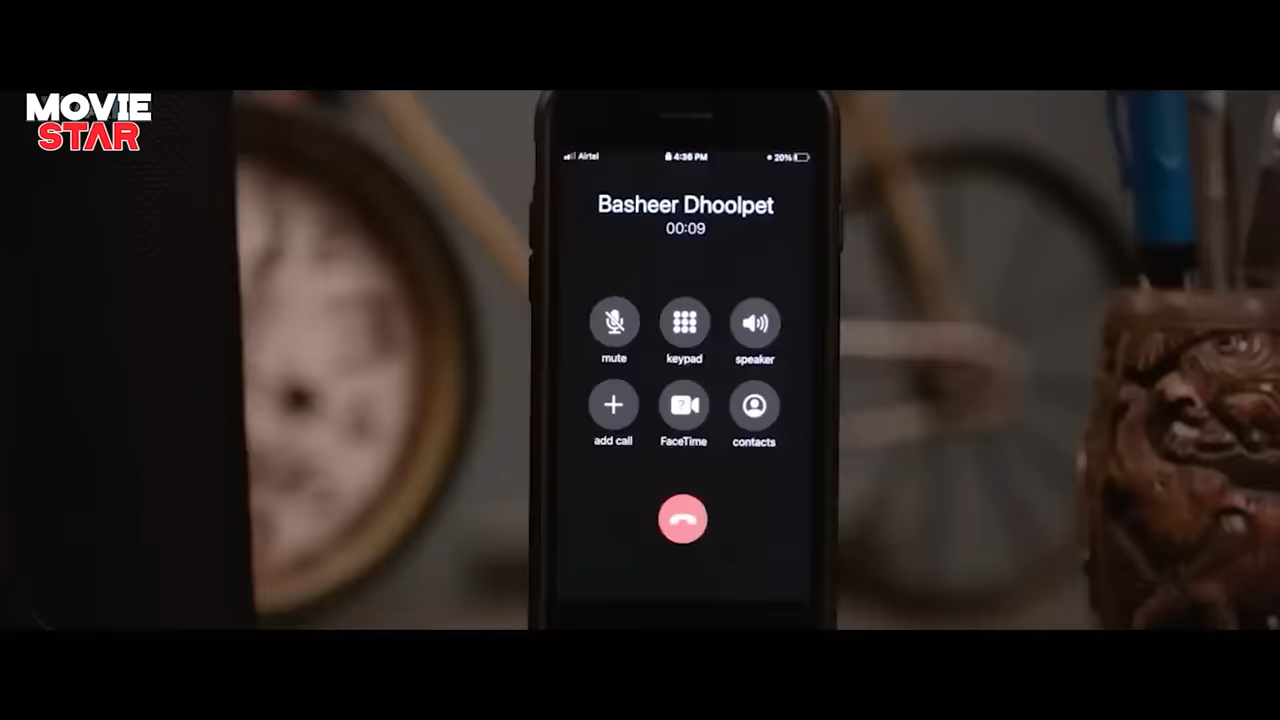 MOVIE
STAR
Airtel 4:36 PM 20%
Basheer Dhoolpet
00:09
mute keypad speaker
add call FaceTime contacts